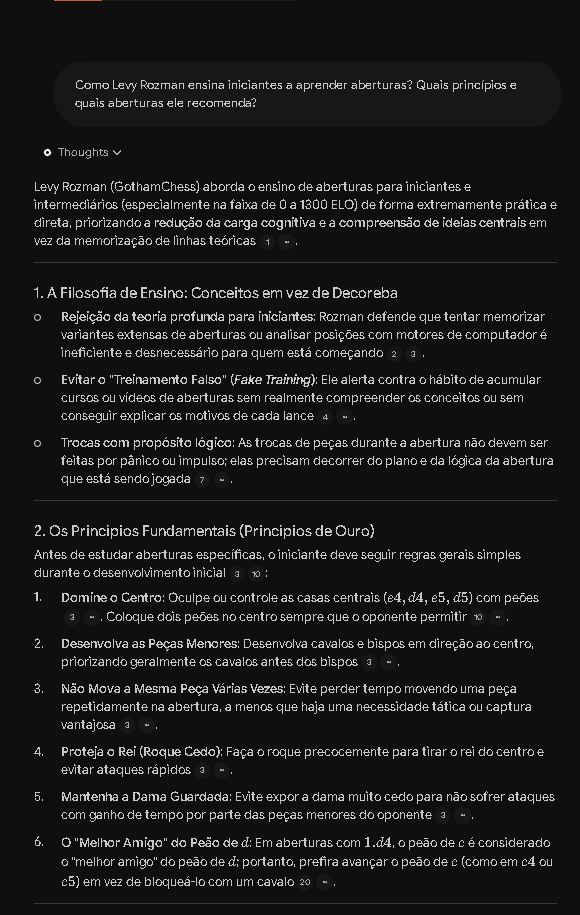 Como Levy Rozman ensina iniciantes a aprender aberturas? Quais princípios e
quais aberturas ele recomenda?
Thoughts
Levy Rozman (GothamChess) aborda o ensino de aberturas para iniciantes e
intermediários (especialmente na faixa de 0 a 1300 ELO) de forma extremamente prática e
direta, priorizando a redução da carga cognitiva e a compreensão de ideias centrais em
vez da memorização de linhas teóricas 1 ~ .
1. A Filosofia de Ensino: Conceitos em vez de Decoreba
Rejeição da teoria profunda para iniciantes: Rozman defende que tentar memorizar
variantes extensas de aberturas ou analisar posições com motores de computador é
ineficiente e desnecessário para quem está começando 2 3 .
Evitar o "Treinamento Falso" (Fake Training): Ele alerta contra o hábito de acumular
cursos ou vídeos de aberturas sem realmente compreender os conceitos ou sem
conseguir explicar os motivos de cada lance 4 ~ .
Trocas com propósito lógico: As trocas de peças durante a abertura não devem ser
feitas por pânico ou impulso; elas precisam decorrer do plano e da lógica da abertura
que está sendo jogada 7 ~ .
2. Os Princípios Fundamentais (Princípios de Ouro)
Antes de estudar aberturas específicas, o iniciante deve seguir regras gerais simples
durante o desenvolvimento inicial 3 10 :
1. Domine o Centro: Ocupe ou controle as casas centrais (e4, d4, e5, d5) com peões
3 ~ . Coloque dois peões no centro sempre que o oponente permitir 10 ~ .
2. Desenvolva as Peças Menores: Desenvolva cavalos e bispos em direção ao centro,
priorizando geralmente os cavalos antes dos bispos 3 ~ .
3. Não Mova a Mesma Peça Várias Vezes: Evite perder tempo movendo uma peça
repetidamente na abertura, a menos que haja uma necessidade tática ou captura
vantajosa 3 ~ .
4. Proteja o Rei (Roque Cedo): Faça o roque precocemente para tirar o rei do centro e
evitar ataques rápidos 3 ~ .
5. Mantenha a Dama Guardada: Evite expor a dama muito cedo para não sofrer ataques
com ganho de tempo por parte das peças menores do oponente 3 ~ .
6. O "Melhor Amigo" do Peão de d: Em aberturas com 1.d4, o peão de c é considerado
o "melhor amigo" do peão de d; portanto, prefira avançar o peão de c (como em c4 ou
c5) em vez de bloqueá-lo com um cavalo 20 ~ .